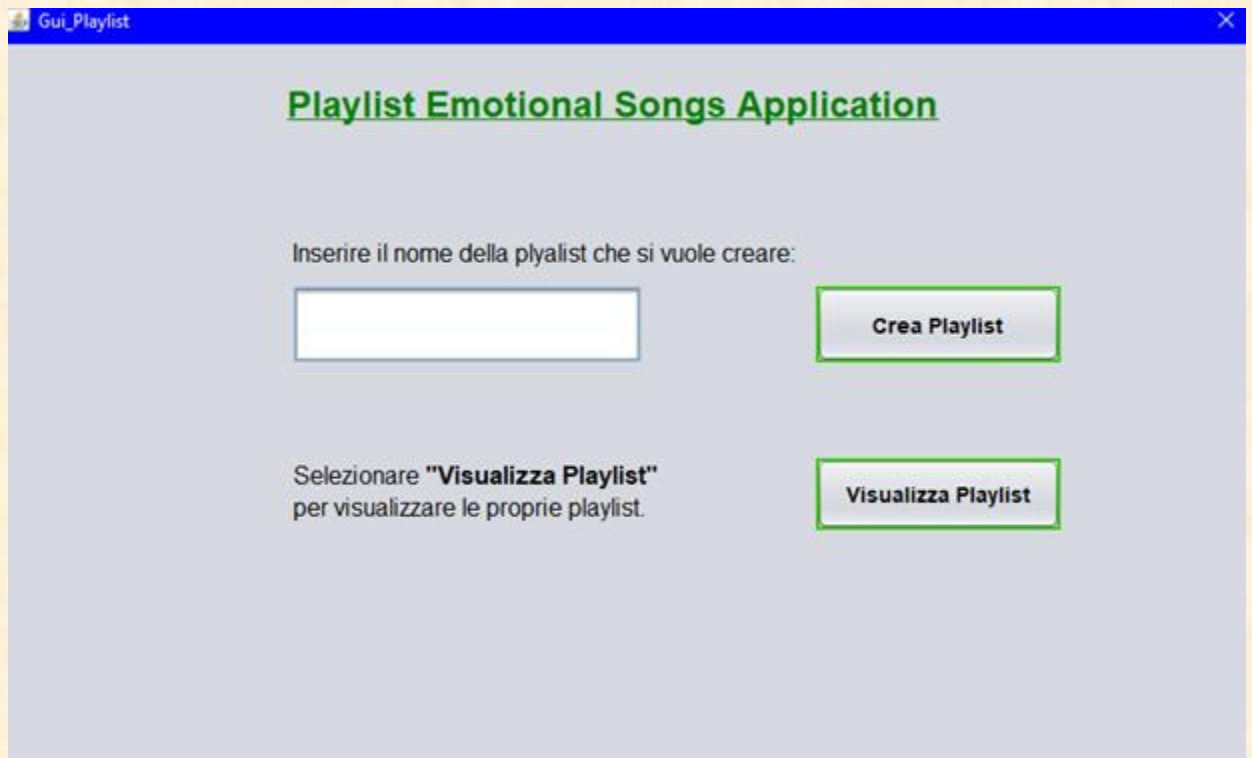 Gui_Playlist
Playlist Emotional Songs Application
Inserire il nome della plyalist che si vuole creare:
Crea Playlist
Selezionare "Visualizza Playlist"
per visualizzare le proprie playlist.
Visualizza Playlist